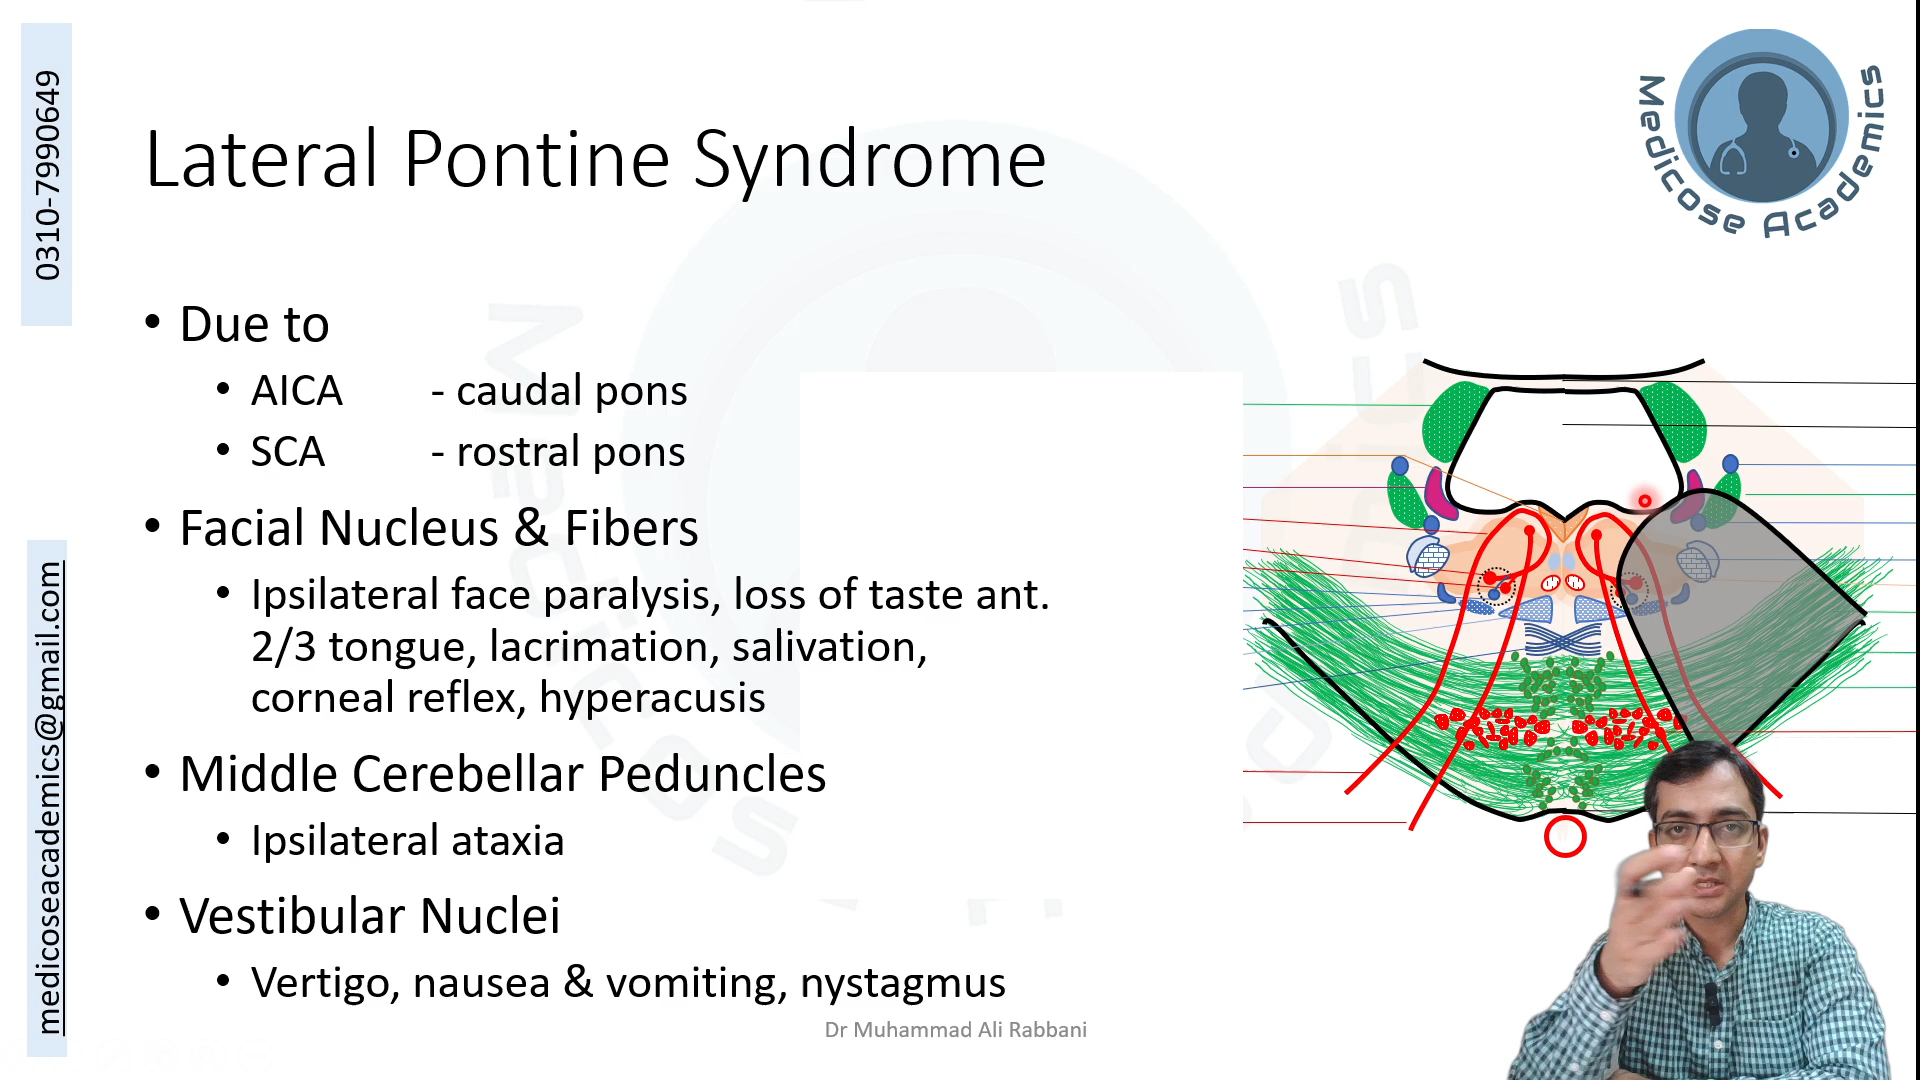 0310-7990649
medicoseacademics@gmail.com
Medicose Academics
Lateral Pontine Syndrome
• Due to
• AICA - caudal pons
• SCA - rostral pons
• Facial Nucleus & Fibers
• Ipsilateral face paralysis, loss of taste ant.
2/3 tongue, lacrimation, salivation,
corneal reflex, hyperacusis
• Middle Cerebellar Peduncles
• Ipsilateral ataxia
• Vestibular Nuclei
• Vertigo, nausea & vomiting, nystagmus
Dr Muhammad Ali Rabbani